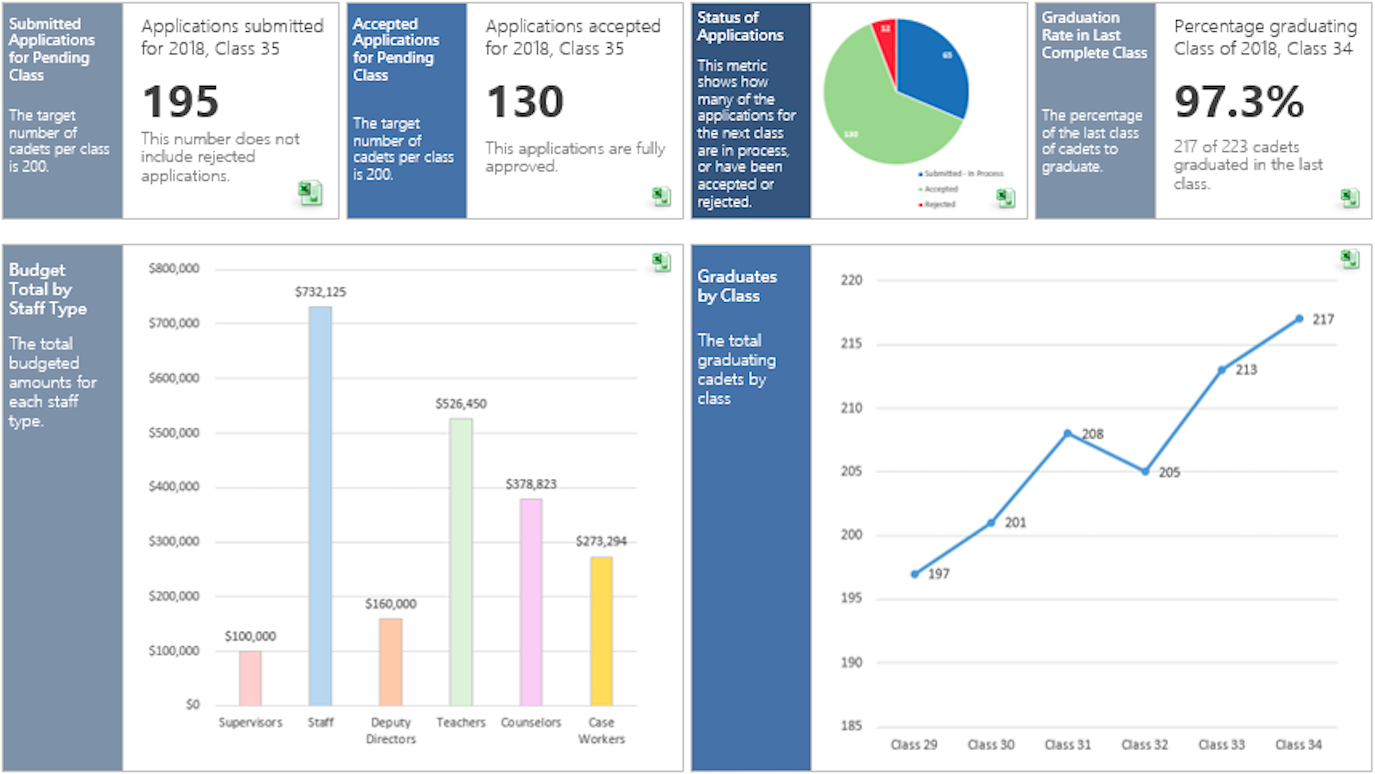 Submitted
Applications
for Pending
Class
The target
number of
cadets per class
is 200.
Applications submitted
for 2018, Class 35
195
This number does not
include rejected
applications.
Accepted
Applications
for Pending
Class
The target
number of
cadets per class
is 200.
Applications accepted
for 2018, Class 35
130
This applications are fully
approved.
Status of
Applications
This metric
shows how
many of the
applications for
the next class
are in process,
or have been
accepted or
rejected.
12
65
130
Submitted - In Process
Accepted
Rejected
Graduation
Rate in Last
Complete Class
The percentage
of the last class
of cadets to
graduate.
Percentage graduating
Class of 2018, Class 34
97.3%
217 of 223 cadets
graduated in the last
class.
Budget
Total by
Staff Type
The total
budgeted
amounts for
each staff
type.
$800,000
$700,000
$600,000
$500,000
$400,000
$300,000
$200,000
$100,000
$0
$100,000
$732,125
$160,000
$526,450
$378,823
$273,294
Supervisors
Staff
Deputy
Directors
Teachers
Counselors
Case
Workers
Graduates
by Class
The total
graduating
cadets by
class
220
215
210
205
200
195
190
185
197
201
208
205
213
217
Class 29
Class 30
Class 31
Class 32
Class 33
Class 34